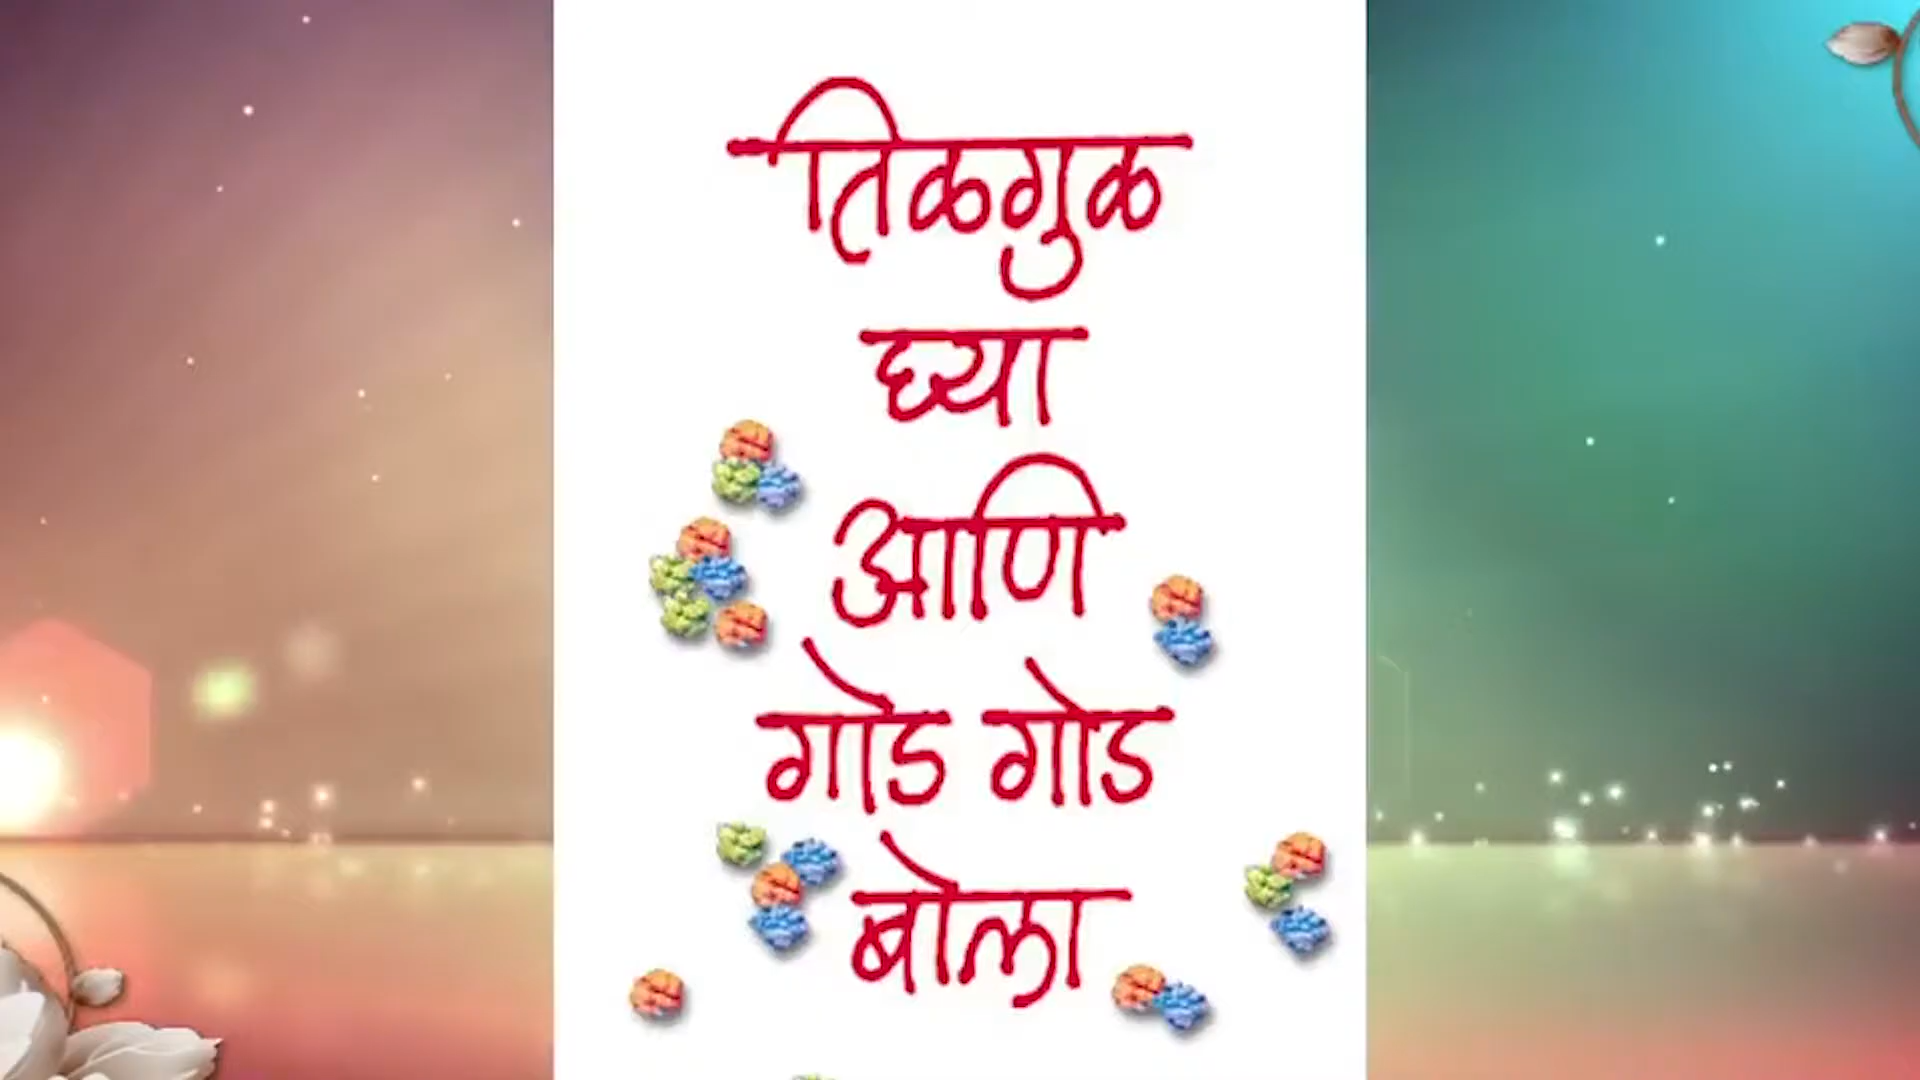 तिळगुळ
घ्या
आणि
गोड गोड
बोला